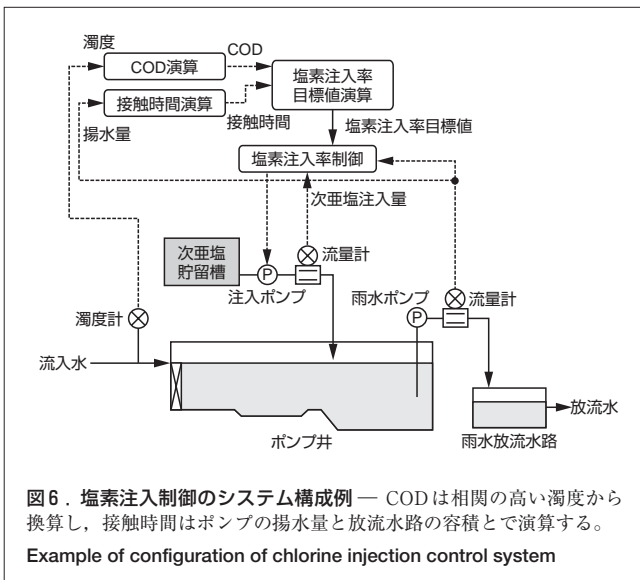 濁度
COD
COD演算
塩素注入率
目標値演算
接触時間演算
接触時間
揚水量
塩素注入率目標値
塩素注入率制御
次亜塩注入量
次亜塩
貯留槽
流量計
P
注入ポンプ
雨水ポンプ
流量計
P
濁度計
流入水
放流水
ポンプ井
雨水放流水路
図6．塩素注入制御のシステム構成例 — CODは相関の高い濁度から
換算し，接触時間はポンプの揚水量と放流水路の容積とで演算する。
Example of configuration of chlorine injection control system